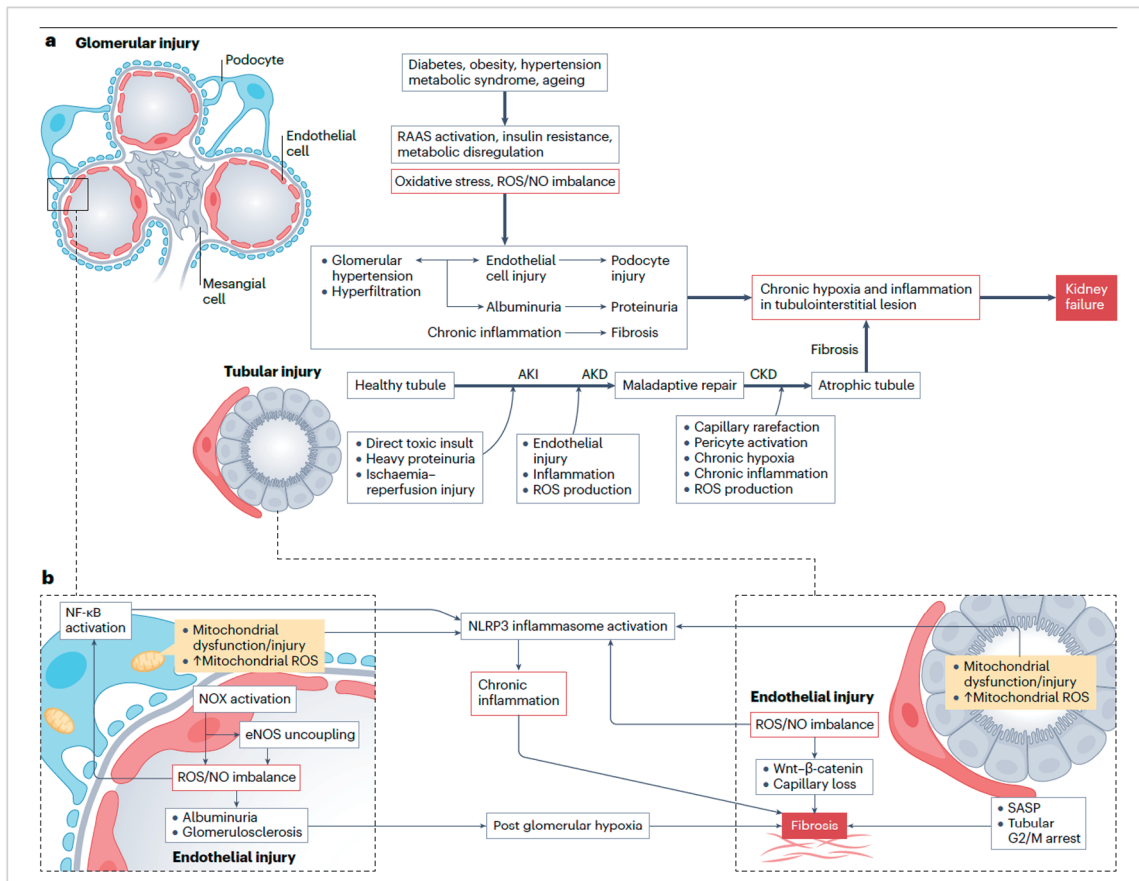 a
Glomerular injury
Podocyte
Endothelial
cell
Mesangial
cell
Diabetes, obesity, hypertension
metabolic syndrome, ageing
RAAS activation, insulin resistance,
metabolic disregulation
Oxidative stress, ROS/NO imbalance
• Glomerular
hypertension
• Hyperfiltration
Endothelial
cell injury
Podocyte
injury
Albuminuria
Proteinuria
Chronic inflammation
Fibrosis
Chronic hypoxia and inflammation
in tubulointerstitial lesion
Kidney
failure
Fibrosis
Tubular injury
Healthy tubule
AKI
AKD
Maladaptive repair
CKD
Atrophic tubule
• Direct toxic insult
• Heavy proteinuria
• Ischaemia–
reperfusion injury
• Endothelial
injury
• Inflammation
• ROS production
• Capillary rarefaction
• Pericyte activation
• Chronic hypoxia
• Chronic inflammation
• ROS production
b
NF-κB
activation
• Mitochondrial
dysfunction/injury
• ↑Mitochondrial ROS
NOX activation
eNOS uncoupling
ROS/NO imbalance
• Albuminuria
• Glomerulosclerosis
Endothelial injury
NLRP3 inflammasome activation
Chronic
inflammation
Post glomerular hypoxia
Endothelial injury
ROS/NO imbalance
• Wnt–β-catenin
• Capillary loss
Fibrosis
• Mitochondrial
dysfunction/injury
• ↑Mitochondrial ROS
• SASP
• Tubular
G2/M arrest